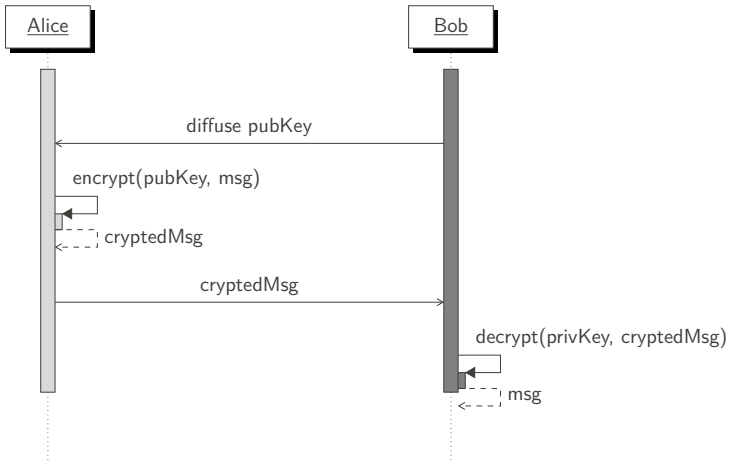 Alice
Bob
diffuse pubKey
encrypt(pubKey, msg)
cryptedMsg
cryptedMsg
decrypt(privKey, cryptedMsg)
msg